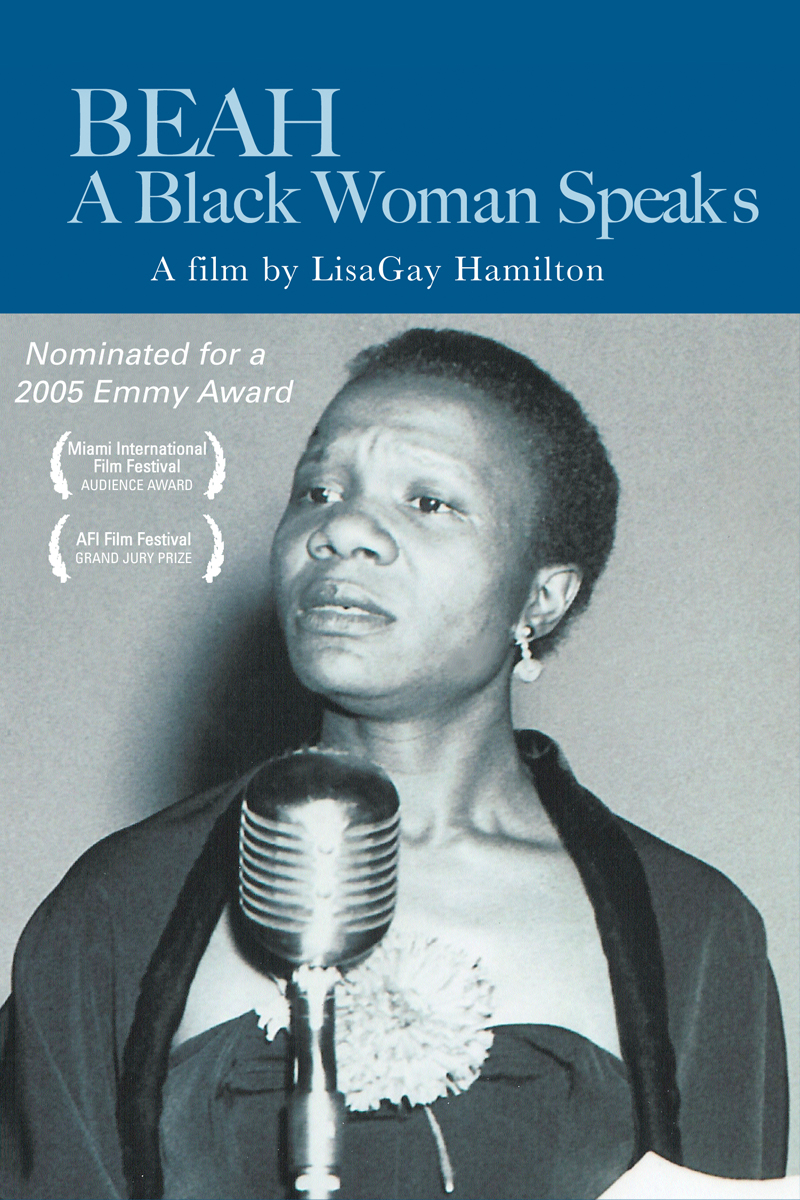 BEAH
A Black Woman Speaks
A film by LisaGay Hamilton
Nominated for a
2005 Emmy Award
Miami International
Film Festival
AUDIENCE AWARD
AFI Film Festival
GRAND JURY PRIZE